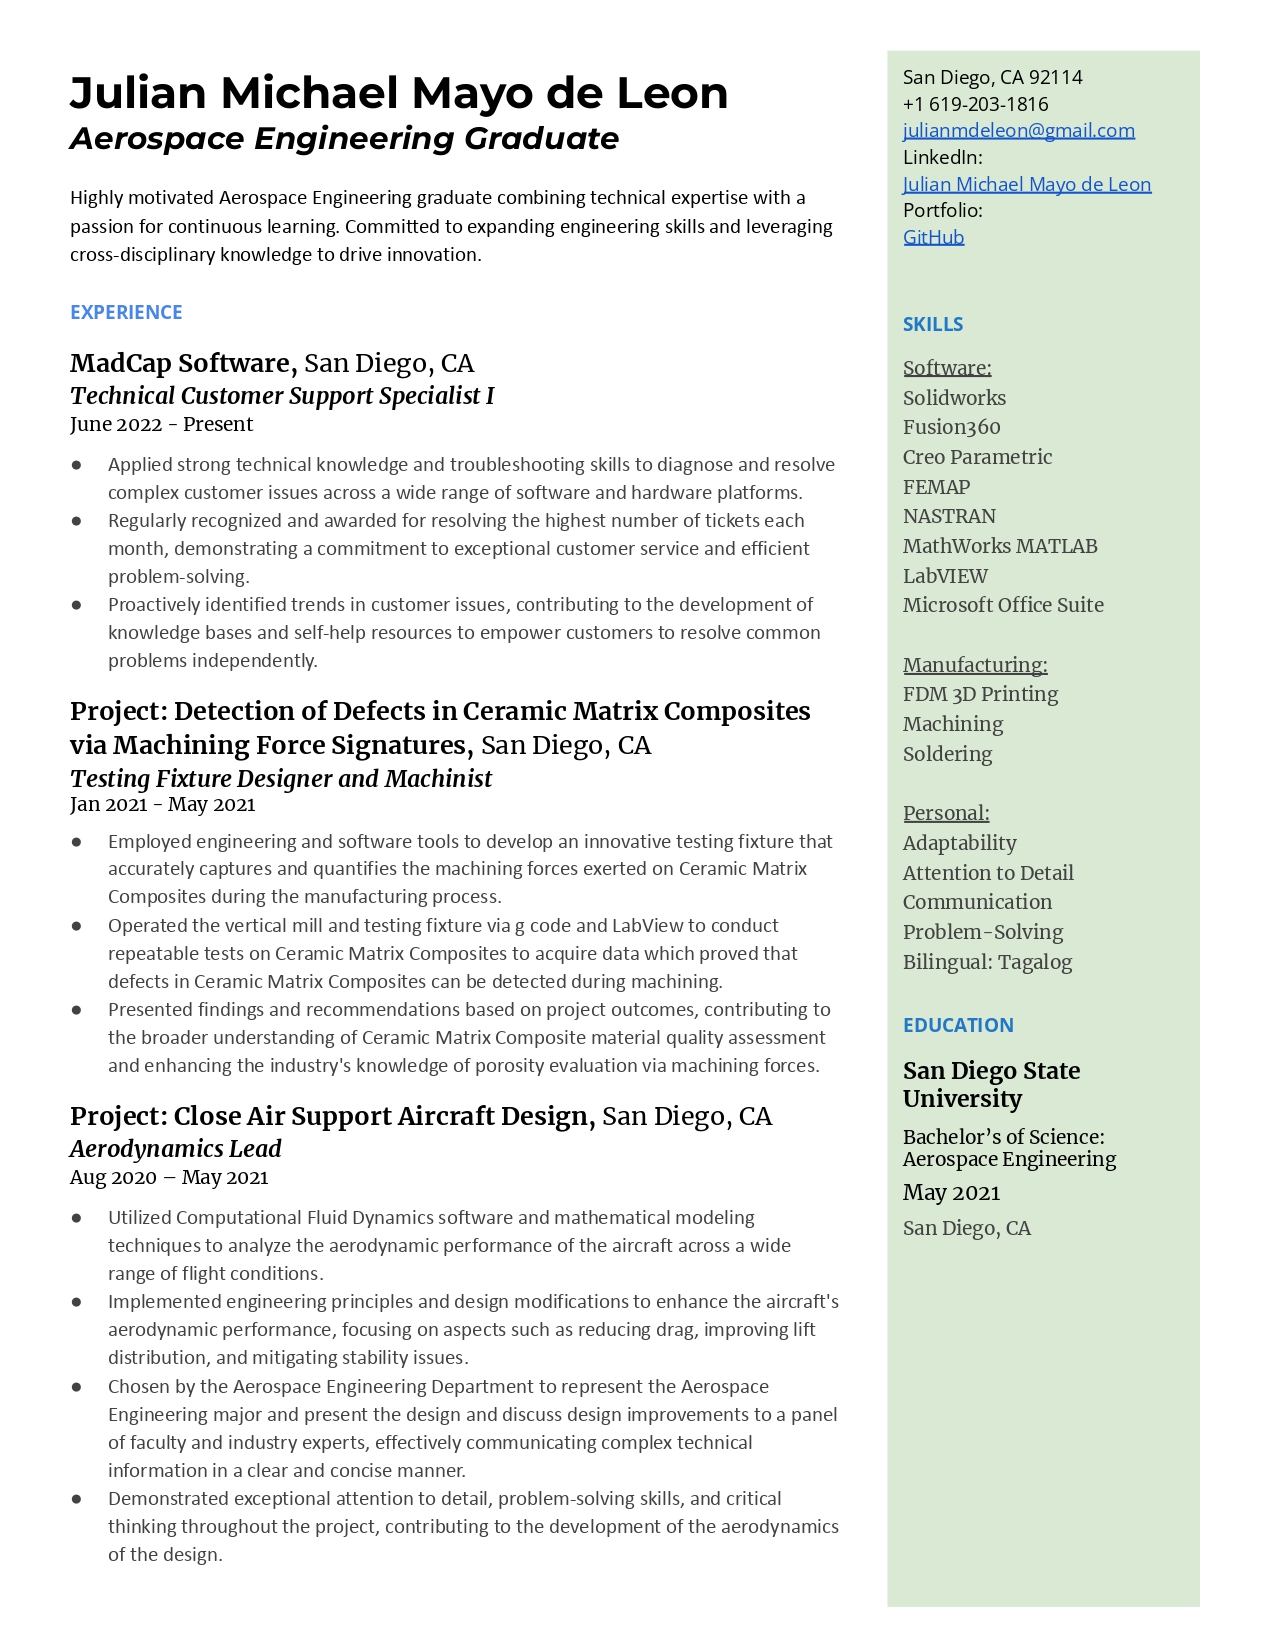 Julian Michael Mayo de Leon
Aerospace Engineering Graduate
Highly motivated Aerospace Engineering graduate combining technical expertise with a
passion for continuous learning. Committed to expanding engineering skills and leveraging
cross-disciplinary knowledge to drive innovation.
EXPERIENCE
MadCap Software, San Diego, CA
Technical Customer Support Specialist I
June 2022 - Present
● Applied strong technical knowledge and troubleshooting skills to diagnose and resolve
complex customer issues across a wide range of software and hardware platforms.
● Regularly recognized and awarded for resolving the highest number of tickets each
month, demonstrating a commitment to exceptional customer service and efficient
problem-solving.
● Proactively identified trends in customer issues, contributing to the development of
knowledge bases and self-help resources to empower customers to resolve common
problems independently.
Project: Detection of Defects in Ceramic Matrix Composites
via Machining Force Signatures, San Diego, CA
Testing Fixture Designer and Machinist
Jan 2021 - May 2021
● Employed engineering and software tools to develop an innovative testing fixture that
accurately captures and quantifies the machining forces exerted on Ceramic Matrix
Composites during the manufacturing process.
● Operated the vertical mill and testing fixture via g code and LabView to conduct
repeatable tests on Ceramic Matrix Composites to acquire data which proved that
defects in Ceramic Matrix Composites can be detected during machining.
● Presented findings and recommendations based on project outcomes, contributing to
the broader understanding of Ceramic Matrix Composite material quality assessment
and enhancing the industry's knowledge of porosity evaluation via machining forces.
Project: Close Air Support Aircraft Design, San Diego, CA
Aerodynamics Lead
Aug 2020 – May 2021
● Utilized Computational Fluid Dynamics software and mathematical modeling
techniques to analyze the aerodynamic performance of the aircraft across a wide
range of flight conditions.
● Implemented engineering principles and design modifications to enhance the aircraft's
aerodynamic performance, focusing on aspects such as reducing drag, improving lift
distribution, and mitigating stability issues.
● Chosen by the Aerospace Engineering Department to represent the Aerospace
Engineering major and present the design and discuss design improvements to a panel
of faculty and industry experts, effectively communicating complex technical
information in a clear and concise manner.
● Demonstrated exceptional attention to detail, problem-solving skills, and critical
thinking throughout the project, contributing to the development of the aerodynamics
of the design.
San Diego, CA 92114
+1 619-203-1816
julianmdeleon@gmail.com
LinkedIn:
Julian Michael Mayo de Leon
Portfolio:
GitHub
SKILLS
Software:
Solidworks
Fusion360
Creo Parametric
FEMAP
NASTRAN
MathWorks MATLAB
LabVIEW
Microsoft Office Suite
Manufacturing:
FDM 3D Printing
Machining
Soldering
Personal:
Adaptability
Attention to Detail
Communication
Problem-Solving
Bilingual: Tagalog
EDUCATION
San Diego State
University
Bachelor’s of Science:
Aerospace Engineering
May 2021
San Diego, CA